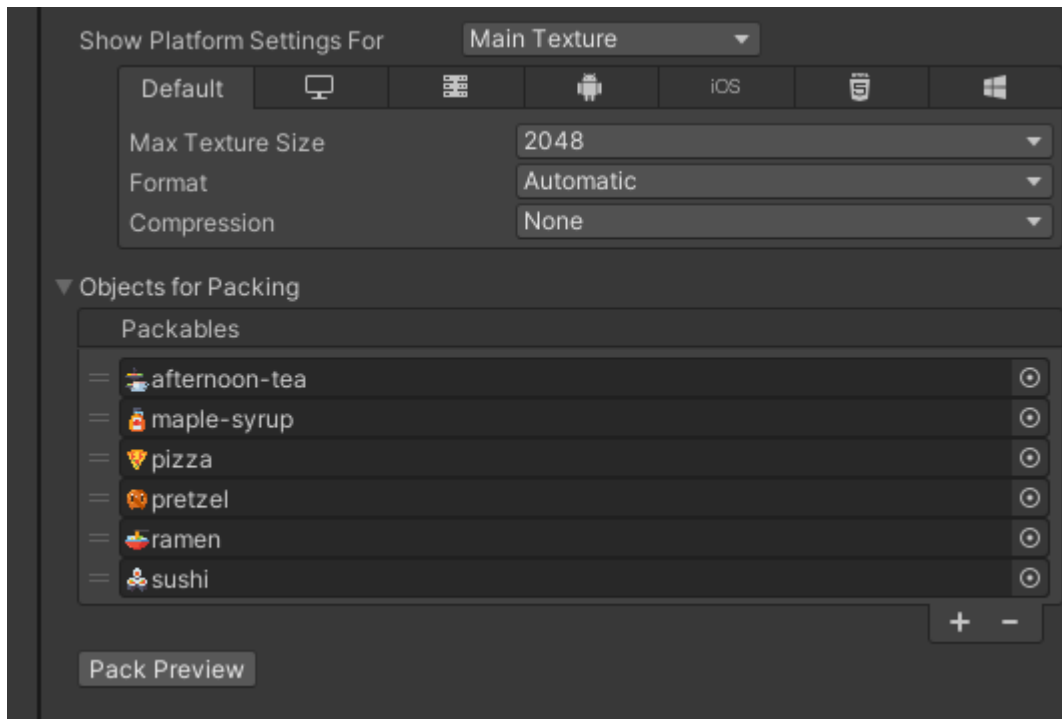 Show Platform Settings For Main Texture
Default iOS
Max Texture Size 2048
Format Automatic
Compression None
Objects for Packing
Packables
afternoon-tea
maple-syrup
pizza
pretzel
ramen
sushi
Pack Preview